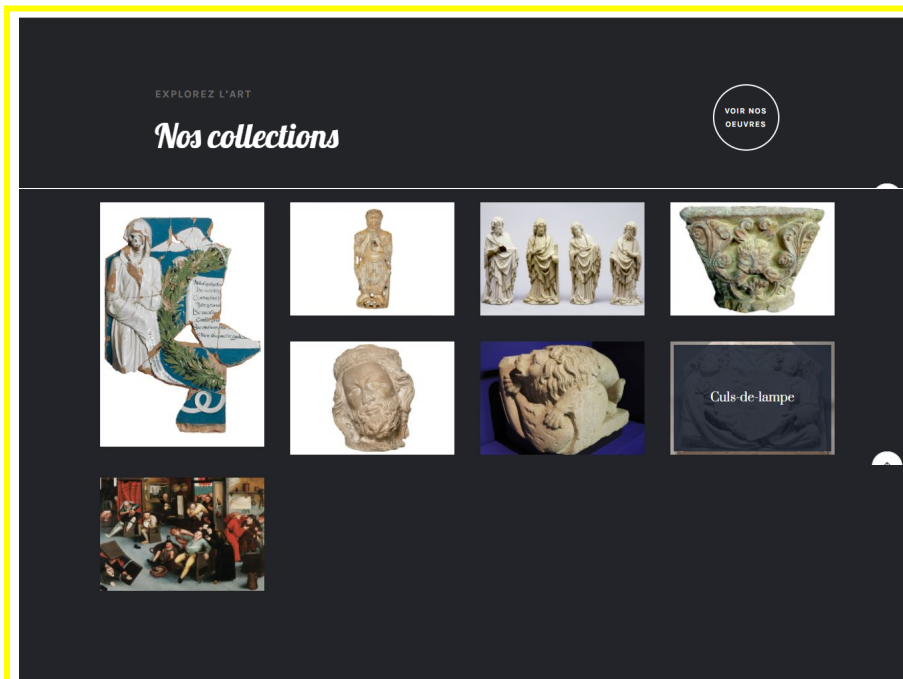 EXPLOREZ L'ART
Nos collections
VOIR NOS
OEUVRES
Culs-de-lampe